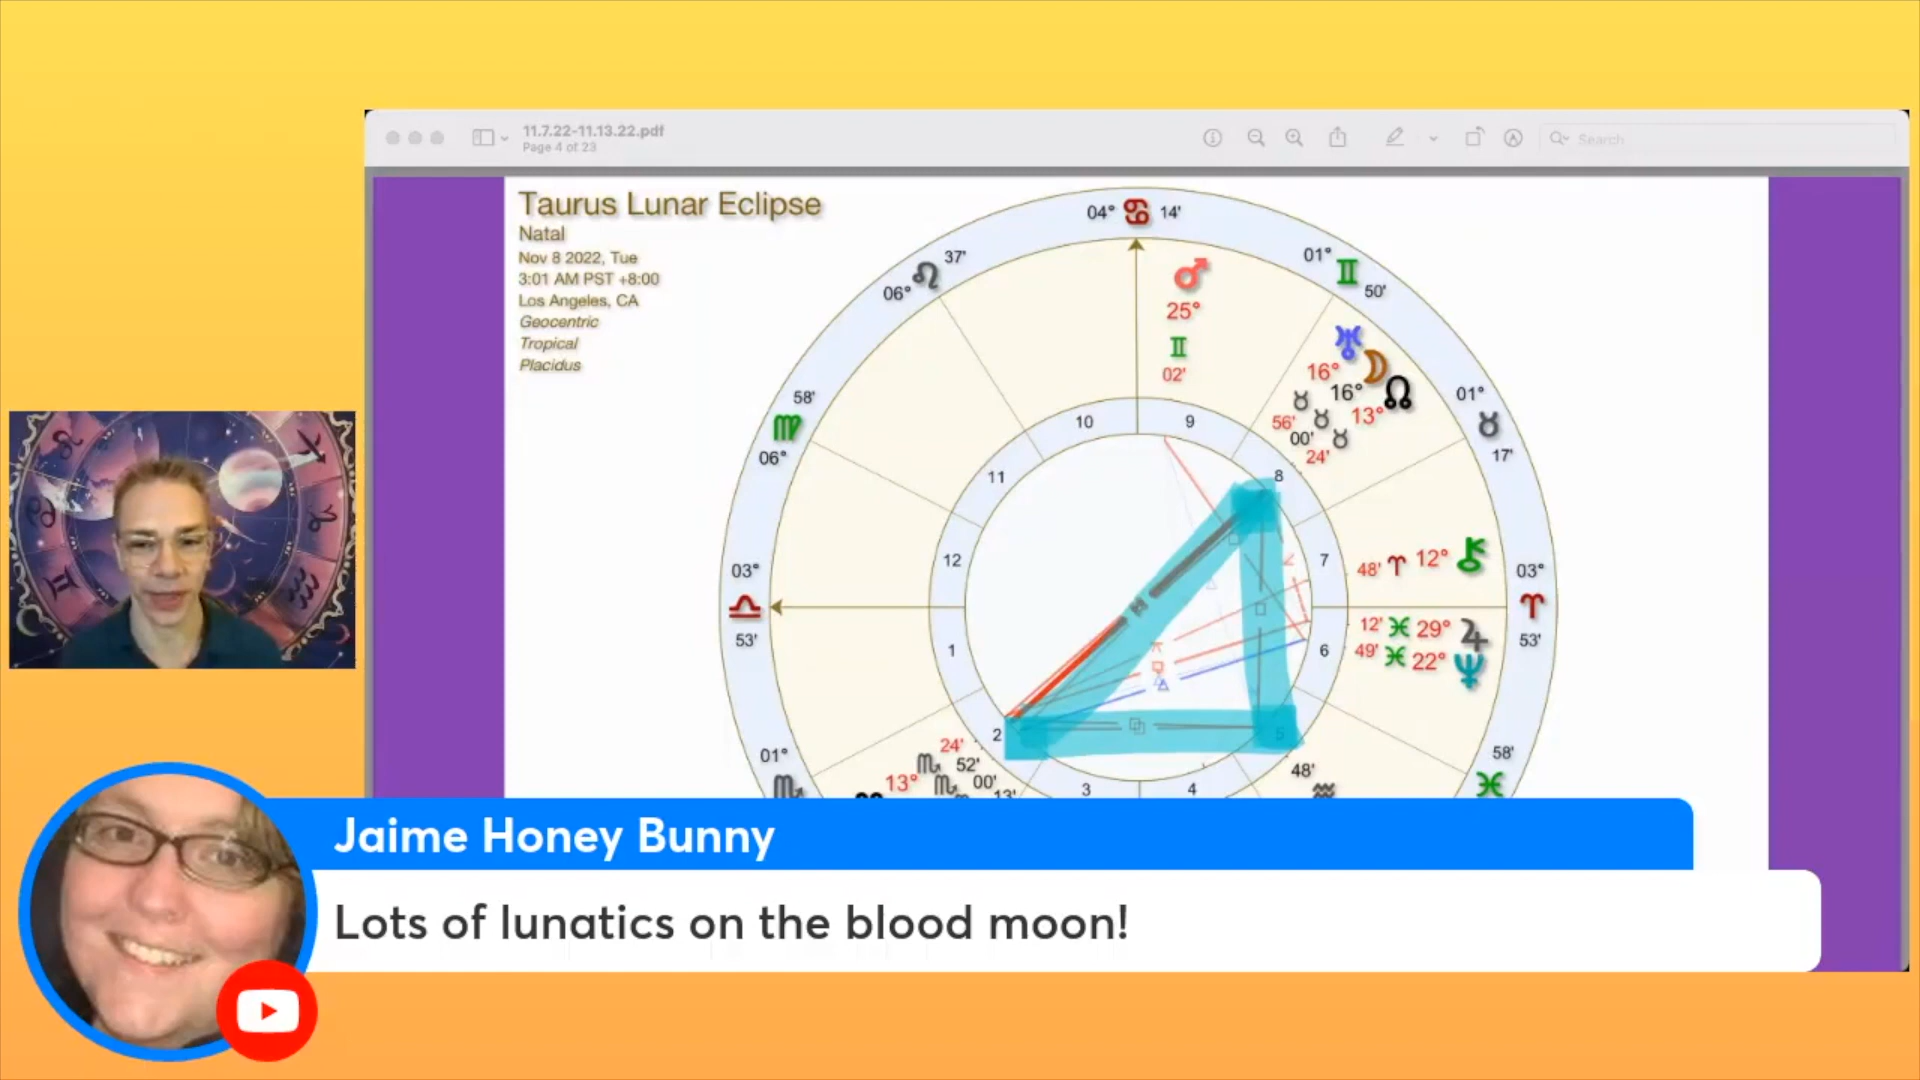 11.7.22-11.13.22.pdf
Page 4 of 23
Search
Taurus Lunar Eclipse
Natal
Nov 8 2022, Tue
3:01 AM PST +8:00
Los Angeles, CA
Geocentric
Tropical
Placidus
04° ♋ 14'
37'
06° ♌
01° ♊
50'
♂
25°
♊
02'
♅
16° ☽
16° ☊
♉ 13°
56' ♉
00' ♉
24'
58'
♍
06°
01°
♉
17'
10
9
11
8
12
7
48' ♈ 12° ⚷
03°
♎
53'
03°
♈
53'
12' ♓ 29° ♃
49' ♓ 22° ♆
1
6
2
5
3
4
24'
♏ 52'
13° ♏ 00'
13'
01°
♏
48'
♒
58'
♓
Jaime Honey Bunny
Lots of lunatics on the blood moon!